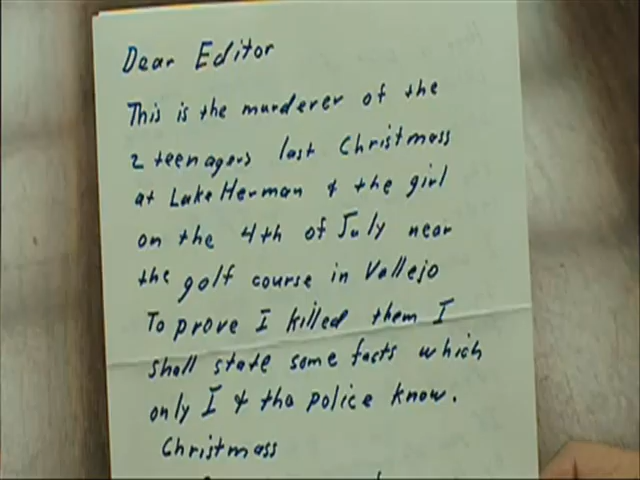 Dear Editor
This is the murderer of the
2 teenagers last Christmass
at Lake Herman & the girl
on the 4th of July near
the golf course in Vallejo
To prove I killed them I
shall state some facts which
only I & the police know.
Christmass